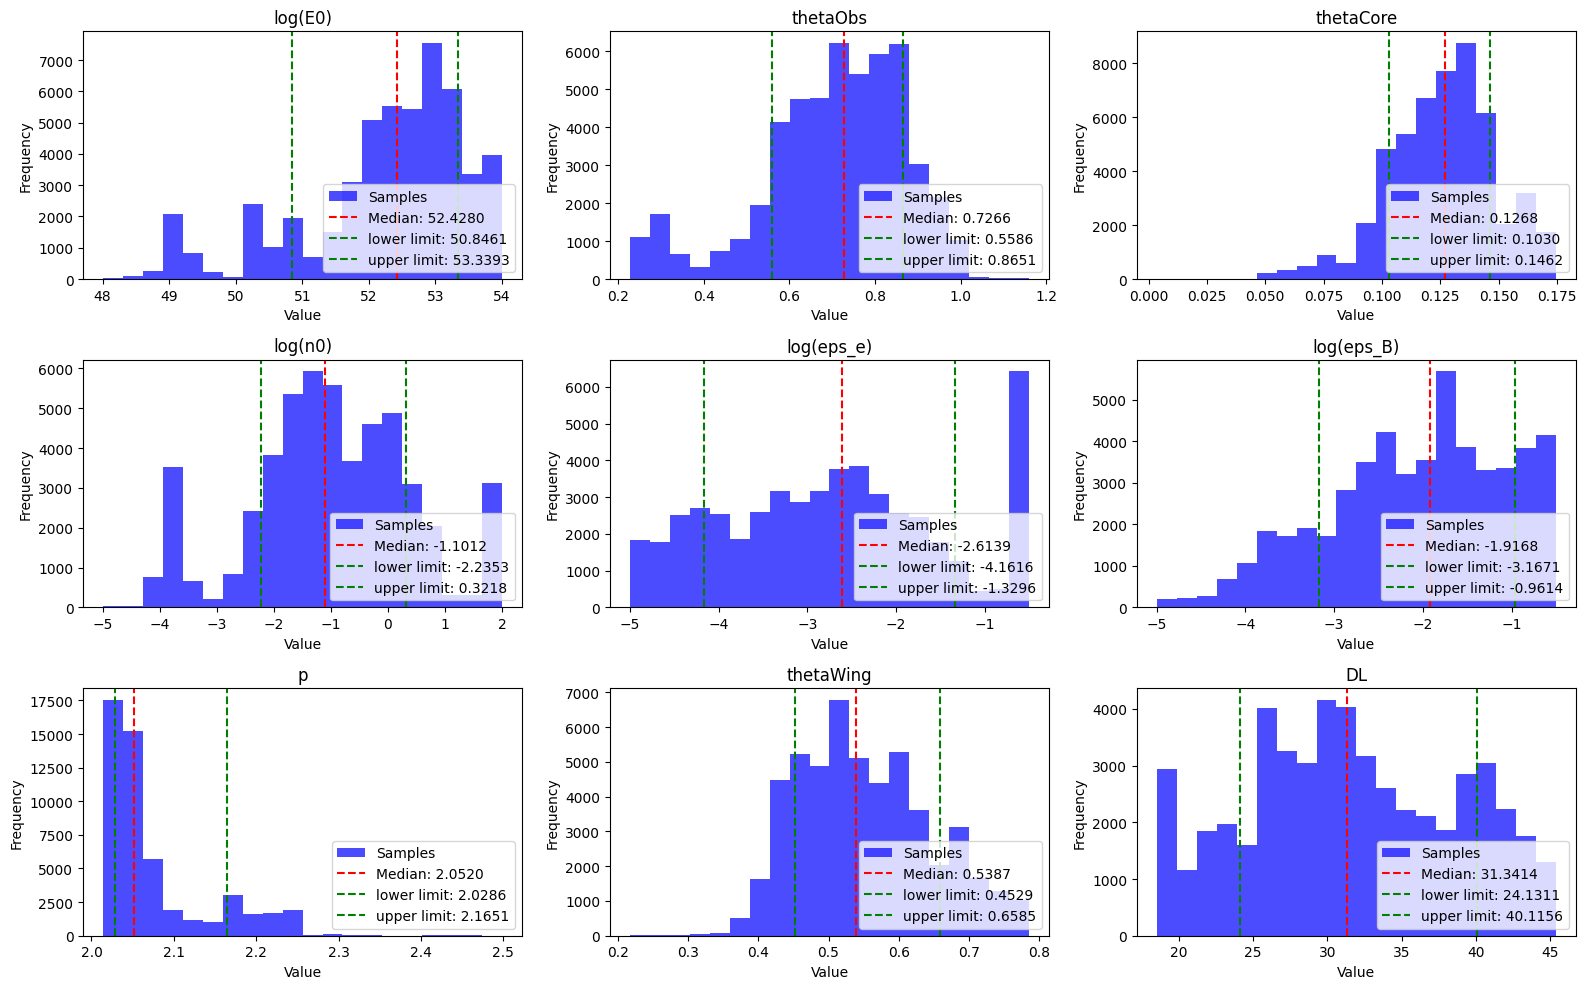 log(E0)
Frequency
7000
6000
5000
4000
3000
2000
1000
0
48 49 50 51 52 53 54
Value
Samples
Median: 52.4280
lower limit: 50.8461
upper limit: 53.3393
thetaObs
Frequency
6000
5000
4000
3000
2000
1000
0
0.2 0.4 0.6 0.8 1.0 1.2
Value
Samples
Median: 0.7266
lower limit: 0.5586
upper limit: 0.8651
thetaCore
Frequency
8000
6000
4000
2000
0
0.000 0.025 0.050 0.075 0.100 0.125 0.150 0.175
Value
Samples
Median: 0.1268
lower limit: 0.1030
upper limit: 0.1462
log(n0)
Frequency
6000
5000
4000
3000
2000
1000
0
−5 −4 −3 −2 −1 0 1 2
Value
Samples
Median: -1.1012
lower limit: -2.2353
upper limit: 0.3218
log(eps_e)
Frequency
6000
5000
4000
3000
2000
1000
0
−5 −4 −3 −2 −1
Value
Samples
Median: -2.6139
lower limit: -4.1616
upper limit: -1.3296
log(eps_B)
Frequency
5000
4000
3000
2000
1000
0
−5 −4 −3 −2 −1
Value
Samples
Median: -1.9168
lower limit: -3.1671
upper limit: -0.9614
p
Frequency
17500
15000
12500
10000
7500
5000
2500
0
2.0 2.1 2.2 2.3 2.4 2.5
Value
Samples
Median: 2.0520
lower limit: 2.0286
upper limit: 2.1651
thetaWing
Frequency
7000
6000
5000
4000
3000
2000
1000
0
0.2 0.3 0.4 0.5 0.6 0.7 0.8
Value
Samples
Median: 0.5387
lower limit: 0.4529
upper limit: 0.6585
DL
Frequency
4000
3000
2000
1000
0
20 25 30 35 40 45
Value
Samples
Median: 31.3414
lower limit: 24.1311
upper limit: 40.1156